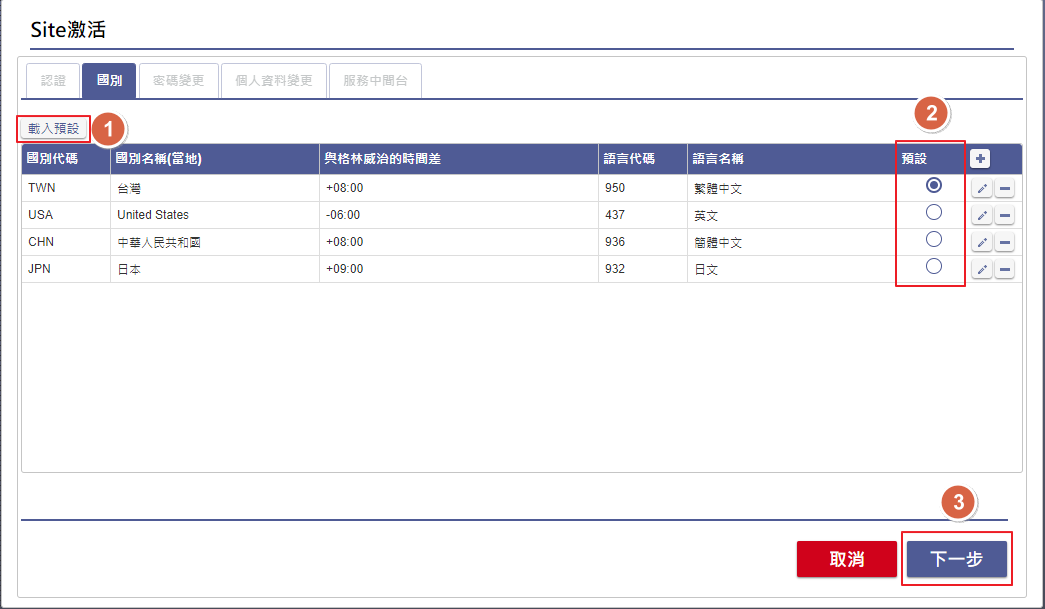 Site激活
認證 國別 密碼變更 個人資料變更 服務中間台
載入預設 1 2
國別代碼 國別名稱(當地) 與格林威治的時間差 語言代碼 語言名稱 預設
TWN 台灣 +08:00 950 繁體中文
USA United States -06:00 437 英文
CHN 中華人民共和國 +08:00 936 簡體中文
JPN 日本 +09:00 932 日文
3
取消 下一步